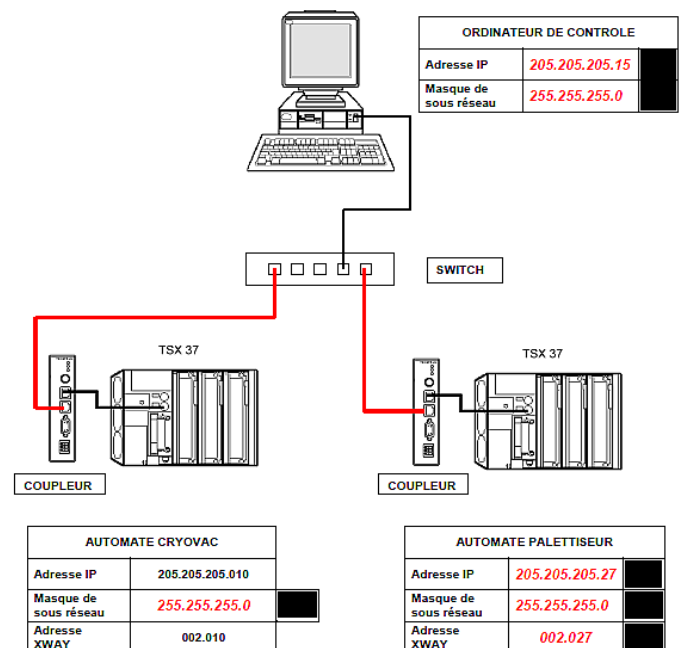 ORDINATEUR DE CONTROLE
Adresse IP 205.205.205.15
Masque de
sous réseau 255.255.255.0
SWITCH
TSX 37
TSX 37
COUPLEUR
COUPLEUR
AUTOMATE CRYOVAC
Adresse IP 205.205.205.010
Masque de
sous réseau 255.255.255.0
Adresse
XWAY 002.010
AUTOMATE PALETTISEUR
Adresse IP 205.205.205.27
Masque de
sous réseau 255.255.255.0
Adresse
XWAY 002.027